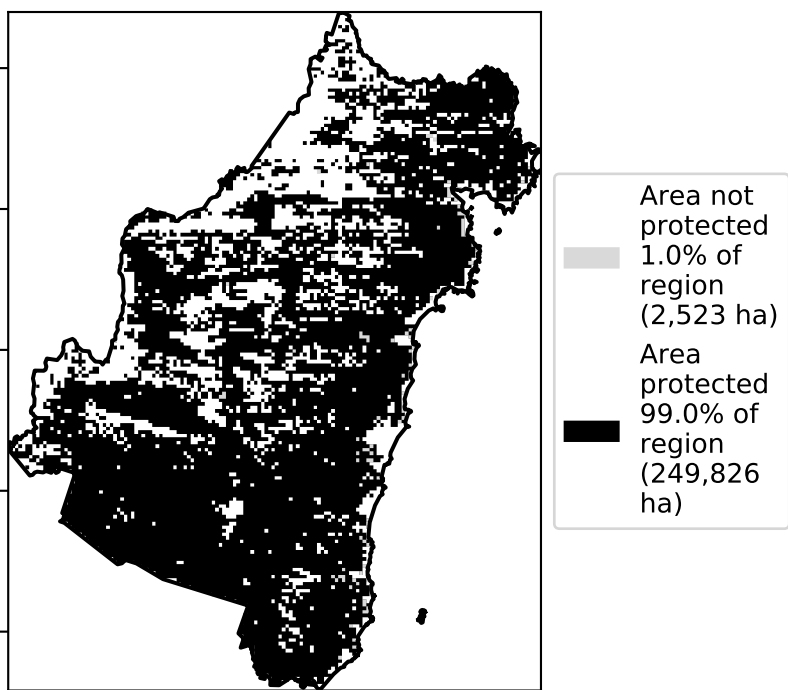 Area not
protected
1.0% of
region
(2,523 ha)
Area
protected
99.0% of
region
(249,826
ha)